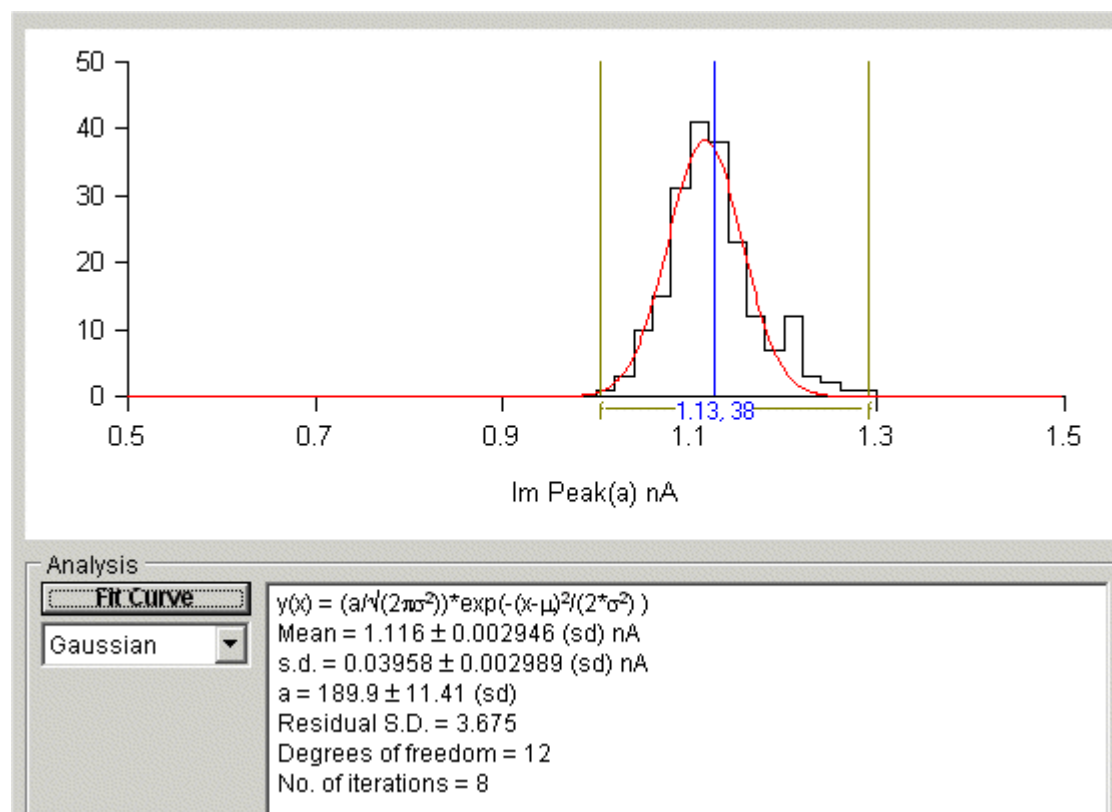 50
40
30
20
10
0
1.13, 38
0.5 0.7 0.9 1.1 1.3 1.5
Im Peak(a) nA
Analysis
Fit Curve
Gaussian
y(x) = (a/√(2πσ²))*exp(-(x-μ)²/(2*σ²) )
Mean = 1.116 ± 0.002946 (sd) nA
s.d. = 0.03958 ± 0.002989 (sd) nA
a = 189.9 ± 11.41 (sd)
Residual S.D. = 3.675
Degrees of freedom = 12
No. of iterations = 8